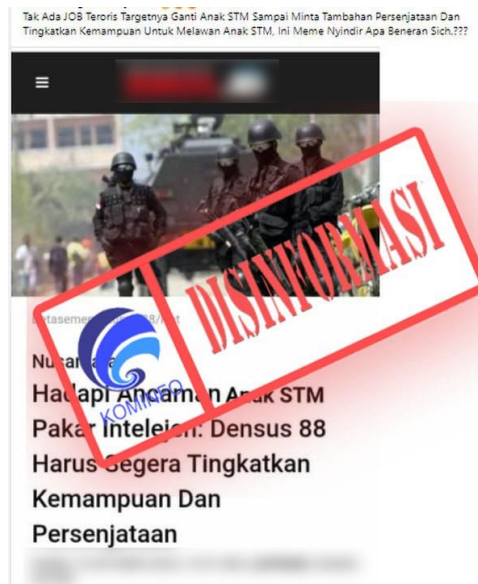 Tak Ada JOB Teroris Targetnya Ganti Anak STM Sampai Minta Tambahan Persenjataan Dan
Tingkatkan Kemampuan Untuk Melawan Anak STM, Ini Meme Nyindir Apa Beneran Sich.???
DISINFORMASI
KOMINFO
Hadapi Ancaman Anak STM
Pakar Intelejen: Densus 88
Harus Segera Tingkatkan
Kemampuan Dan
Persenjataan